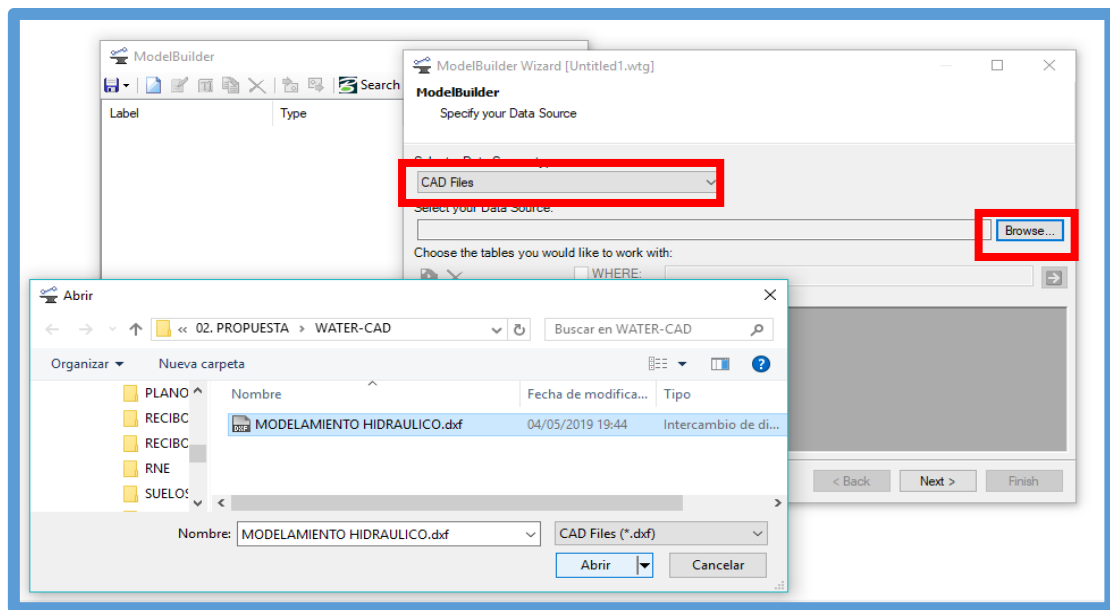 ModelBuilder
Search
Label Type
ModelBuilder Wizard [Untitled1.wtg]
ModelBuilder
Specify your Data Source
CAD Files
Select your Data Source:
Browse...
Choose the tables you would like to work with:
WHERE:
< Back Next > Finish
Abrir
« 02. PROPUESTA › WATER-CAD
Buscar en WATER-CAD
Organizar Nueva carpeta
PLANO
RECIBC
RECIBC
RNE
SUELOS
Nombre Fecha de modifica... Tipo
DXF MODELAMIENTO HIDRAULICO.dxf 04/05/2019 19:44 Intercambio de di...
Nombre: MODELAMIENTO HIDRAULICO.dxf CAD Files (*.dxf)
Abrir Cancelar